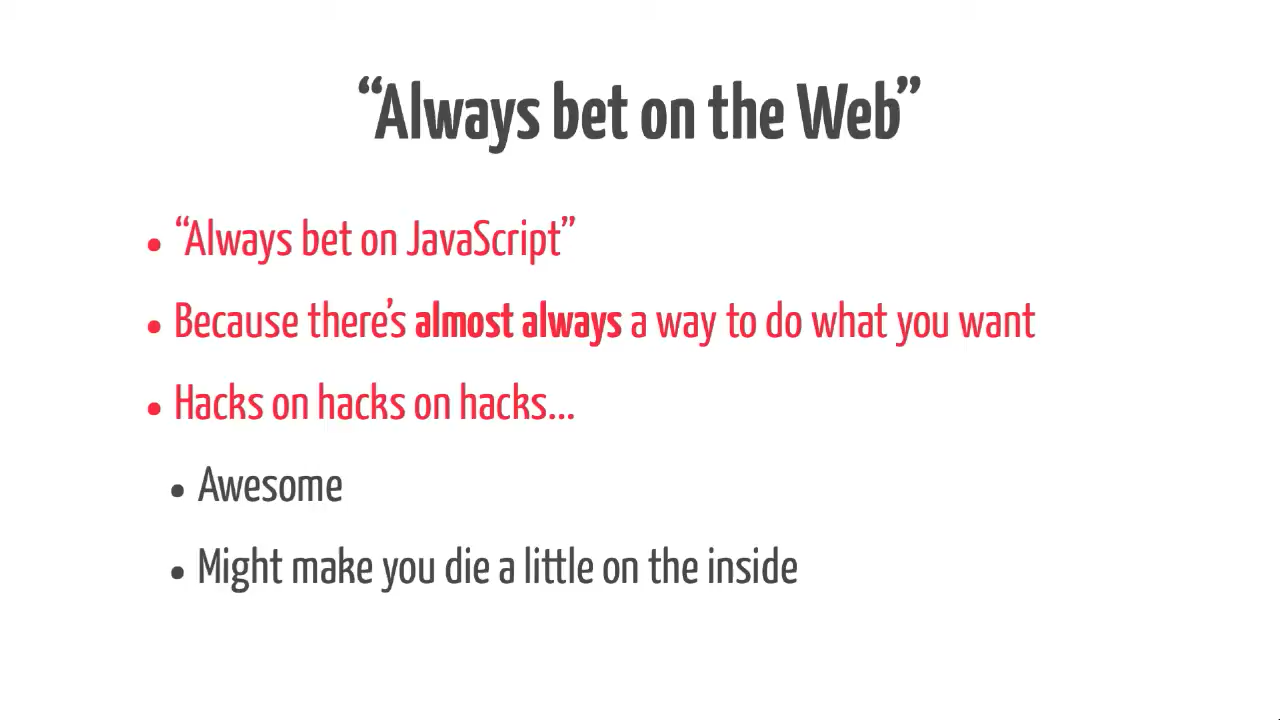 “Always bet on the Web”
• “Always bet on JavaScript”
• Because there’s almost always a way to do what you want
• Hacks on hacks on hacks...
• Awesome
• Might make you die a little on the inside